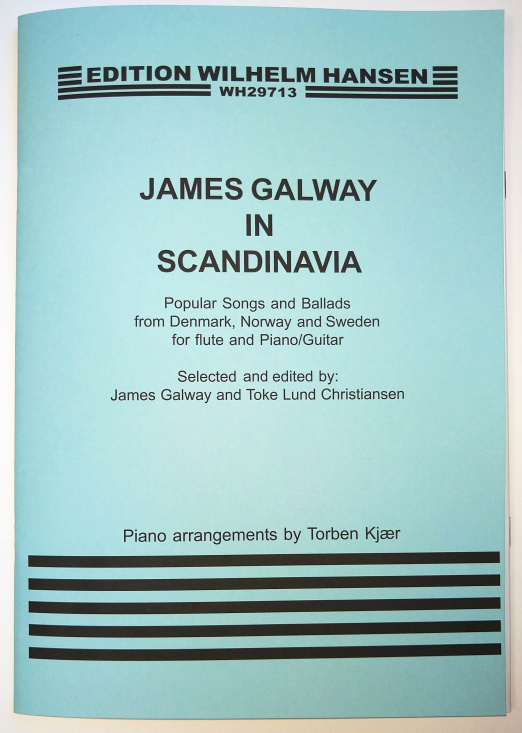 EDITION WILHELM HANSEN
WH29713
JAMES GALWAY
IN
SCANDINAVIA
Popular Songs and Ballads
from Denmark, Norway and Sweden
for flute and Piano/Guitar
Selected and edited by:
James Galway and Toke Lund Christiansen
Piano arrangements by Torben Kjær